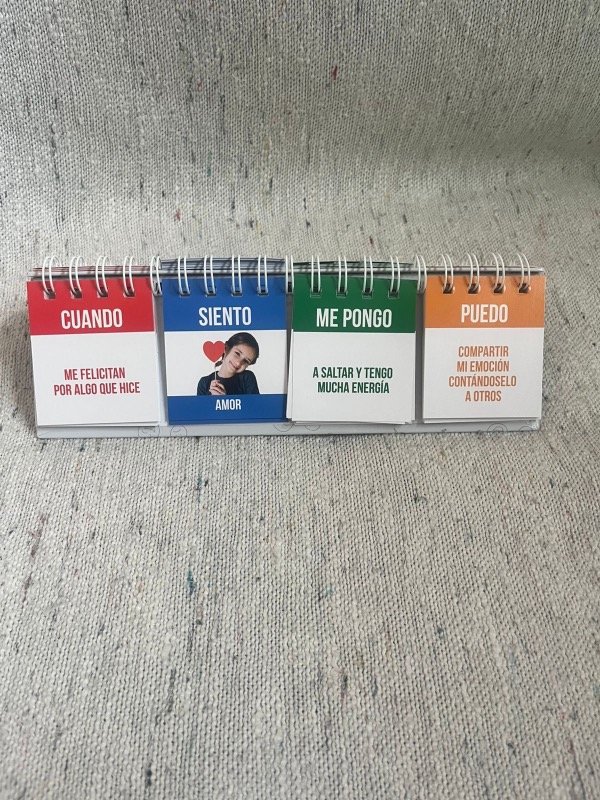 CUANDO
ME FELICITAN
POR ALGO QUE HICE
SIENTO
AMOR
ME PONGO
A SALTAR Y TENGO
MUCHA ENERGÍA
PUEDO
COMPARTIR
MI EMOCIÓN
CONTÁNDOSELO
A OTROS